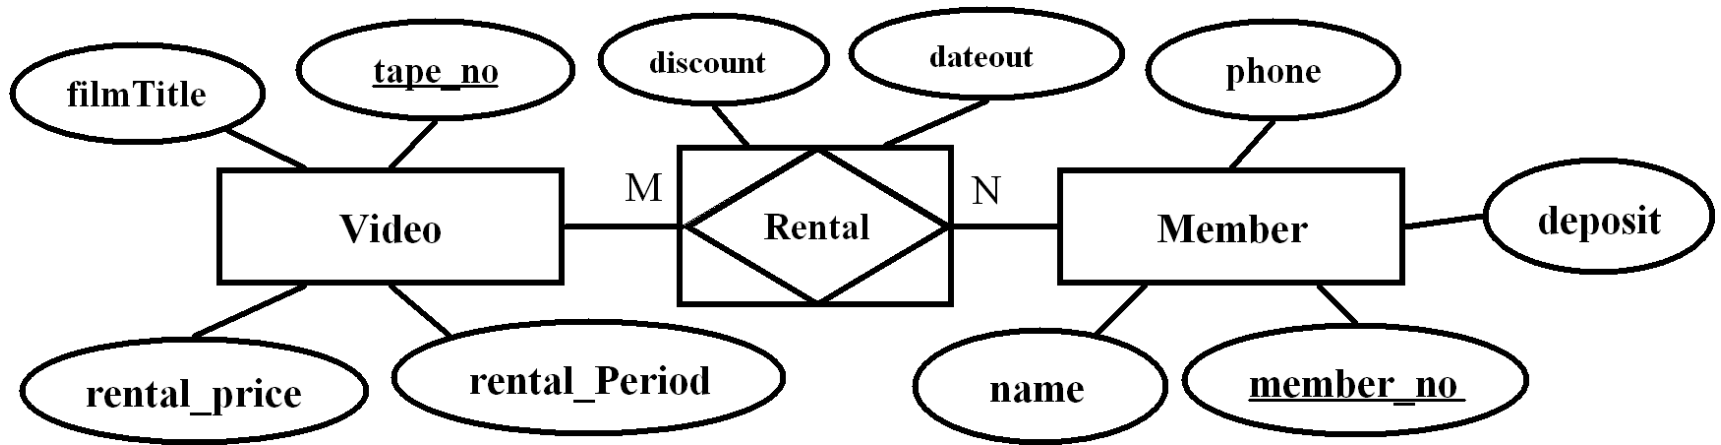 filmTitle
tape_no
discount
dateout
phone
Video
M
Rental
N
Member
deposit
rental_price
rental_Period
name
member_no